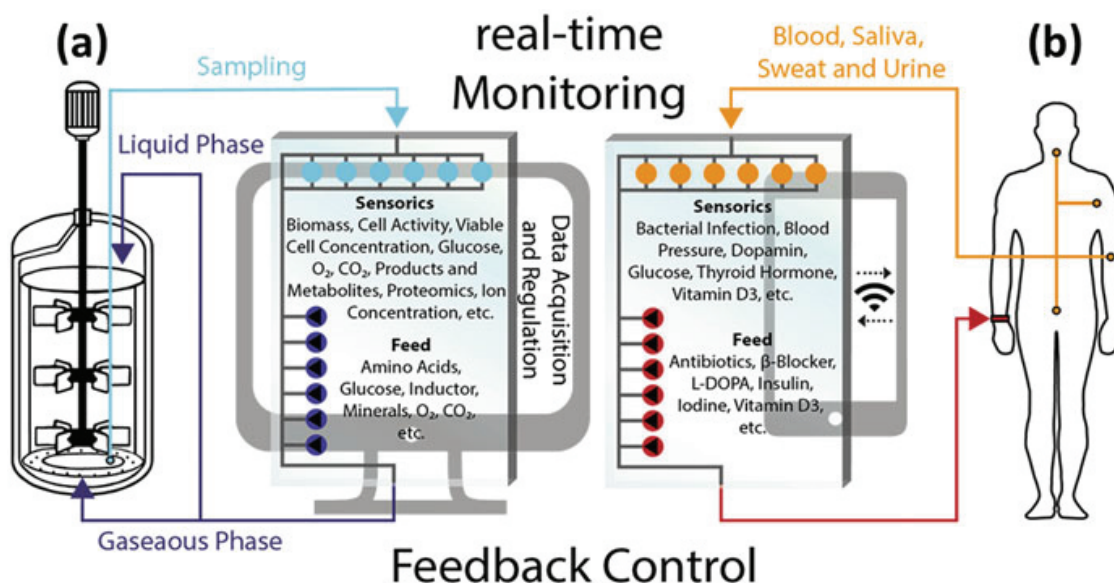 (a)
real-time
Monitoring
Blood, Saliva,
Sweat and Urine
(b)
Sampling
Liquid Phase
Sensorics
Biomass, Cell Activity, Viable
Cell Concentration, Glucose,
O₂, CO₂, Products and
Metabolites, Proteomics, Ion
Concentration, etc.
Feed
Amino Acids,
Glucose, Inductor,
Minerals, O₂, CO₂,
etc.
Data Acquisition
and Regulation
Sensorics
Bacterial Infection, Blood
Pressure, Dopamin,
Glucose, Thyroid Hormone,
Vitamin D3, etc.
Feed
Antibiotics, β-Blocker,
L-DOPA, Insulin,
Iodine, Vitamin D3,
etc.
Gaseaous Phase
Feedback Control